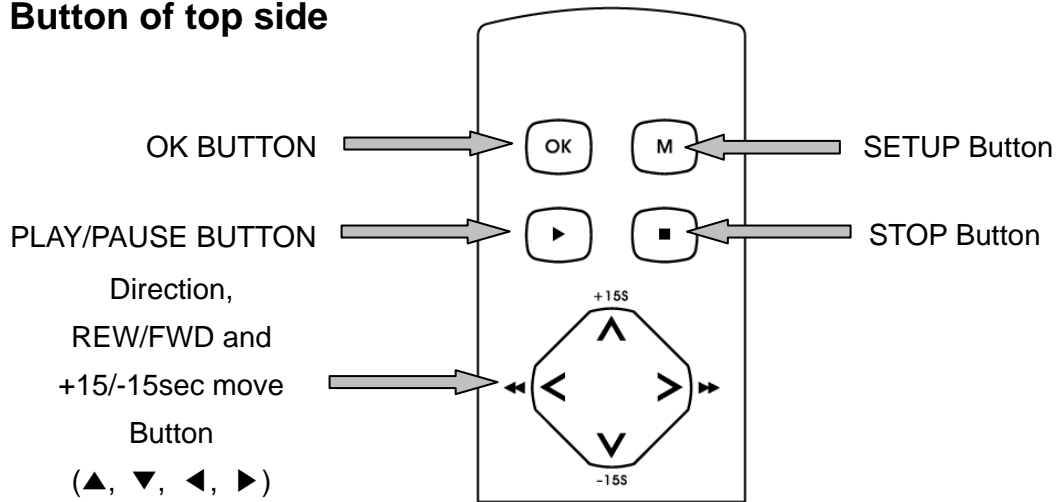 Button of top side
OK BUTTON
OK
M
SETUP Button
PLAY/PAUSE BUTTON
STOP Button
Direction,
REW/FWD and
+15/-15sec move
Button
(▲, ▼, ◀, ▶)
+15S
-15S